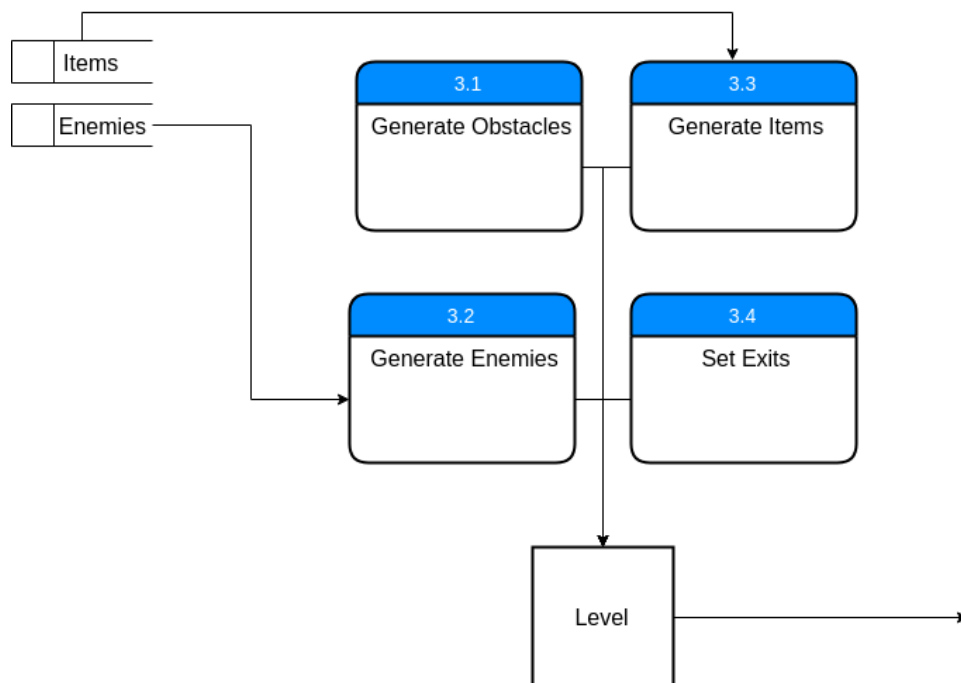 Items
Enemies
3.1
Generate Obstacles
3.3
Generate Items
3.2
Generate Enemies
3.4
Set Exits
Level